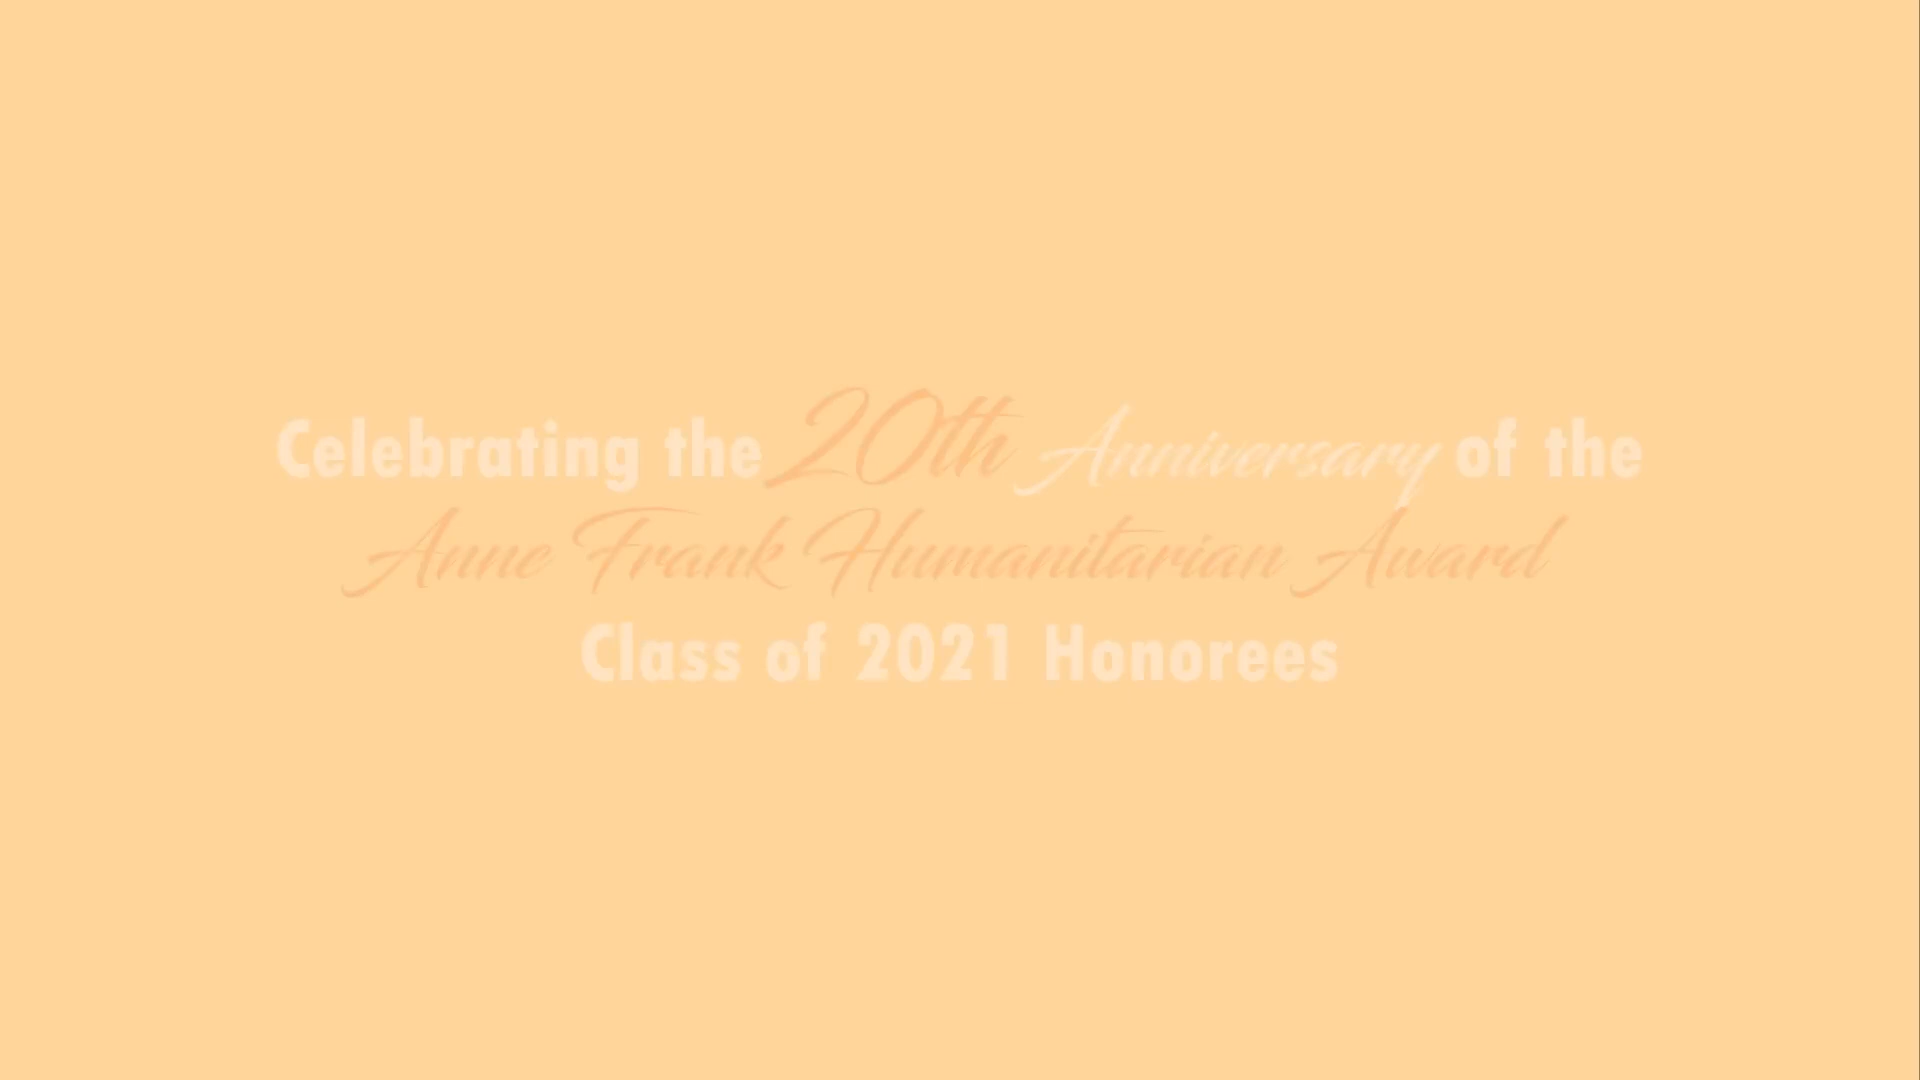 Celebrating the 20th Anniversary of the
Anne Frank Humanitarian Award
Class of 2021 Honorees